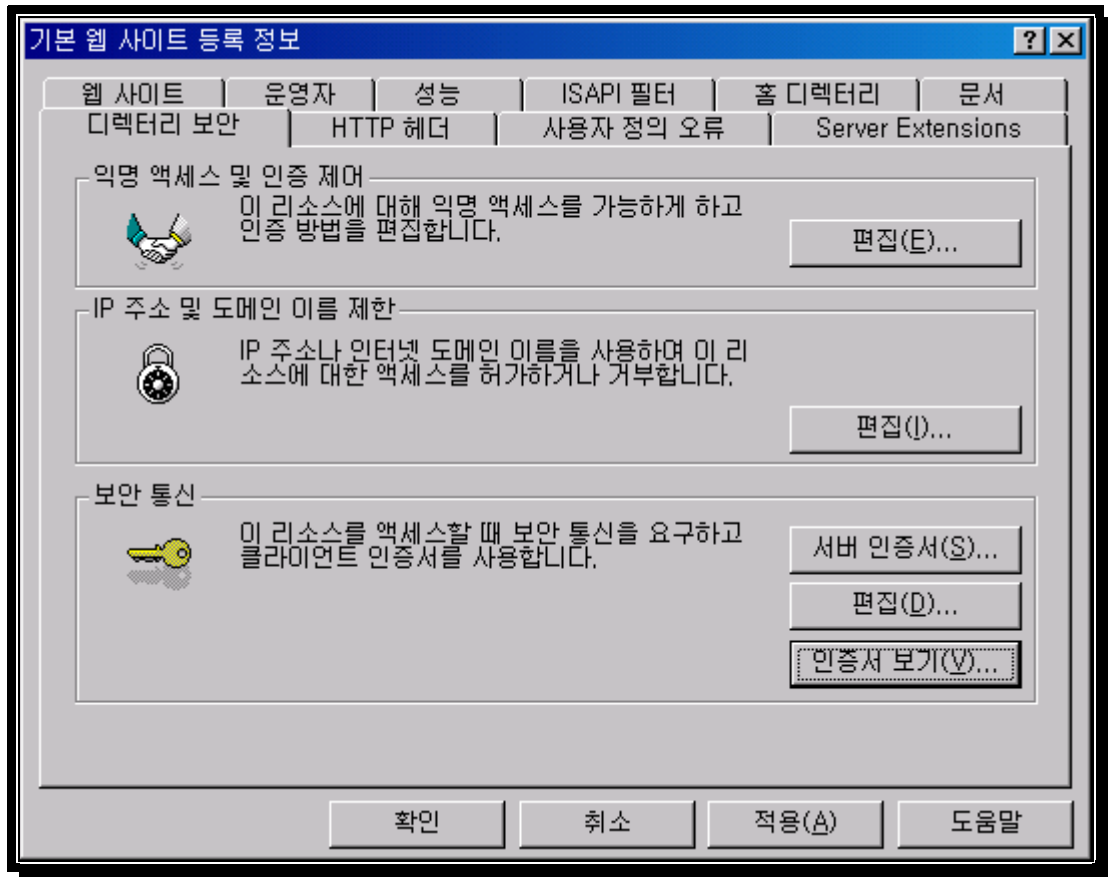 기본 웹 사이트 등록 정보
웹 사이트 운영자 성능 ISAPI 필터 홈 디렉터리 문서
디렉터리 보안 HTTP 헤더 사용자 정의 오류 Server Extensions
익명 액세스 및 인증 제어
이 리소스에 대해 익명 액세스를 가능하게 하고
인증 방법을 편집합니다.
편집(E)...
IP 주소 및 도메인 이름 제한
IP 주소나 인터넷 도메인 이름을 사용하여 이 리
소스에 대한 액세스를 허가하거나 거부합니다.
편집(I)...
보안 통신
이 리소스를 액세스할 때 보안 통신을 요구하고
클라이언트 인증서를 사용합니다.
서버 인증서(S)...
편집(D)...
인증서 보기(V)...
확인 취소 적용(A) 도움말